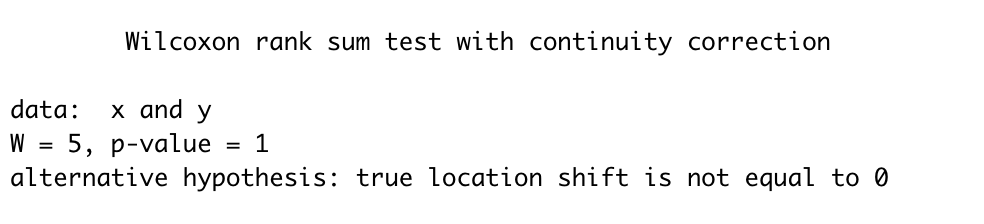 Wilcoxon rank sum test with continuity correction
data:  x and y
W = 5, p-value = 1
alternative hypothesis: true location shift is not equal to 0